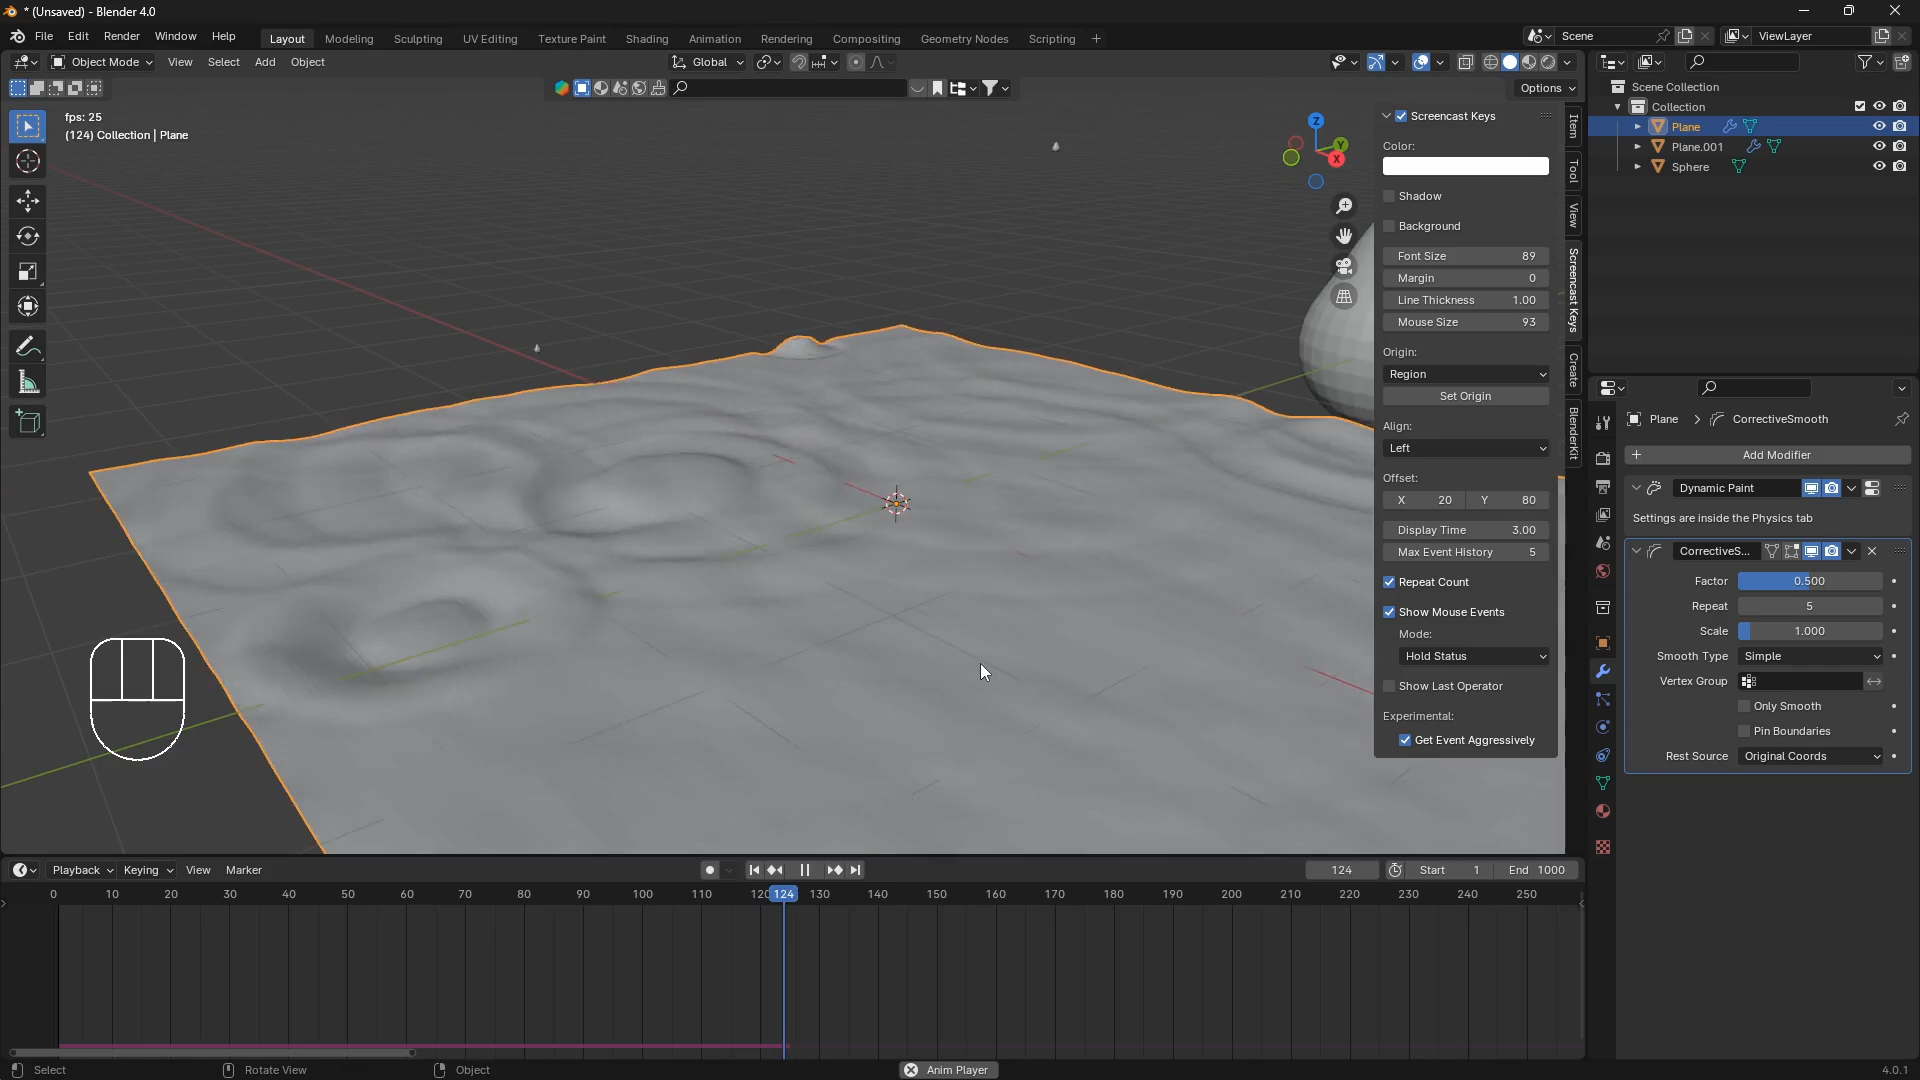 * (Unsaved) - Blender 4.0
File Edit Render Window Help
Layout Modeling Sculpting UV Editing Texture Paint Shading Animation Rendering Compositing Geometry Nodes Scripting +
Scene
ViewLayer
Object Mode View Select Add Object
Global
Options
fps: 25
(124) Collection | Plane
Z
Y
X
Screencast Keys
Color:
Shadow
Background
Font Size 89
Margin 0
Line Thickness 1.00
Mouse Size 93
Origin:
Region
Set Origin
Align:
Left
Offset:
X 20 Y 80
Display Time 3.00
Max Event History 5
Repeat Count
Show Mouse Events
Mode:
Hold Status
Show Last Operator
Experimental:
Get Event Aggressively
Item
Tool
View
Screencast Keys
Create
BlenderKit
Scene Collection
Collection
Plane
Plane.001
Sphere
Plane > CorrectiveSmooth
+ Add Modifier
Dynamic Paint
Settings are inside the Physics tab
CorrectiveS...
Factor 0.500
Repeat 5
Scale 1.000
Smooth Type Simple
Vertex Group
Only Smooth
Pin Boundaries
Rest Source Original Coords
Playback Keying View Marker
124 Start 1 End 1000
0 10 20 30 40 50 60 70 80 90 100 110 120 124 130 140 150 160 170 180 190 200 210 220 230 240 250
Select Rotate View Object Anim Player 4.0.1